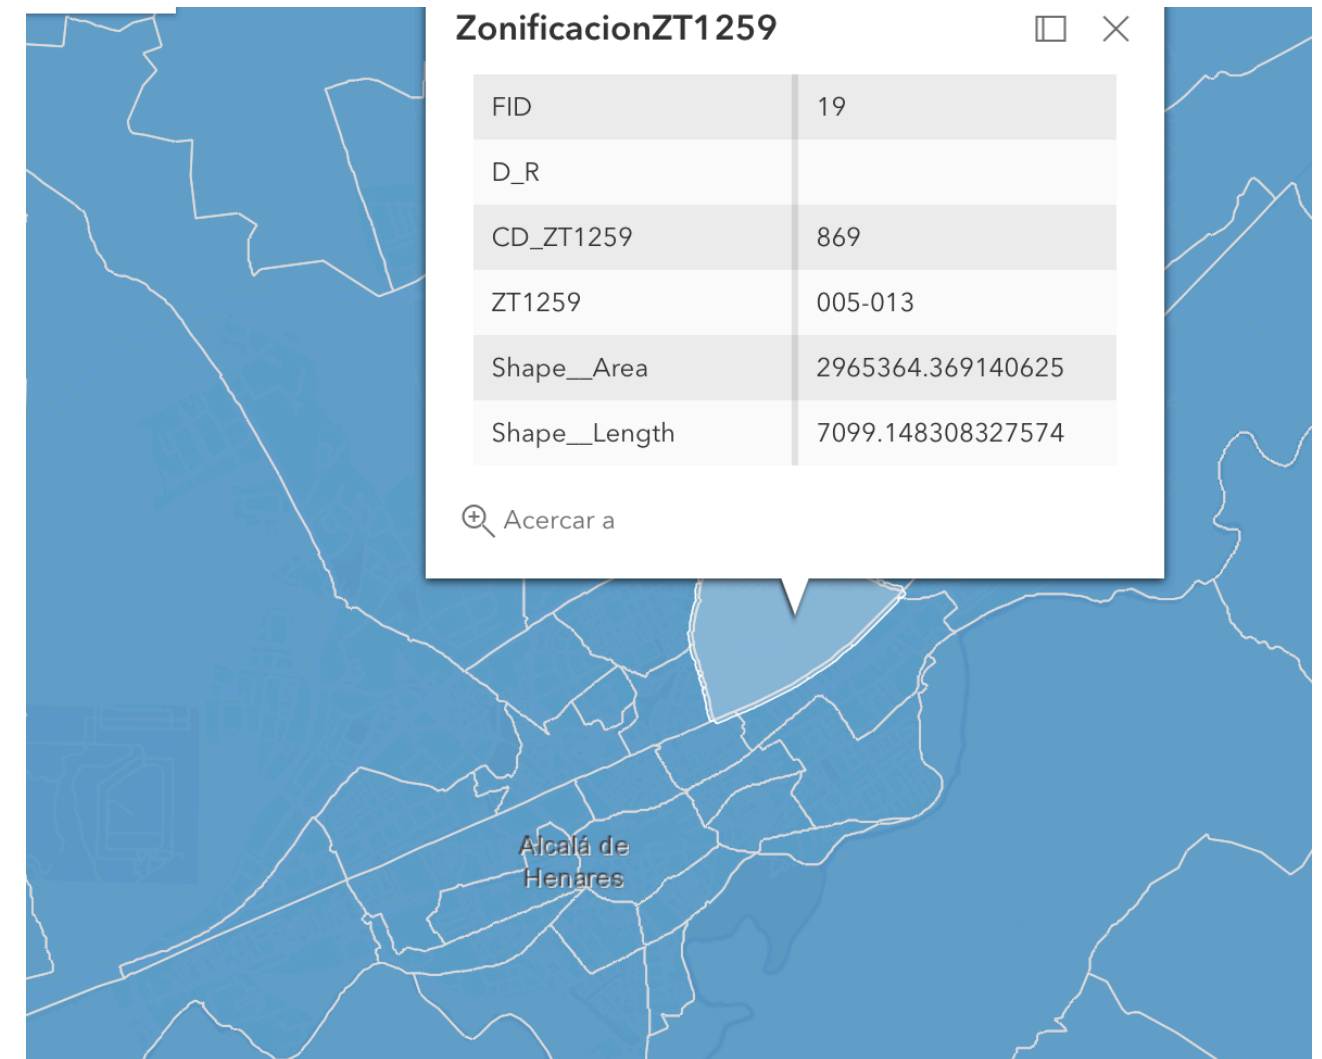 ZonificacionZT1259
FID 19
D_R
CD_ZT1259 869
ZT1259 005-013
Shape__Area 2965364.369140625
Shape__Length 7099.148308327574
Acercar a
Alcalá de
Henares